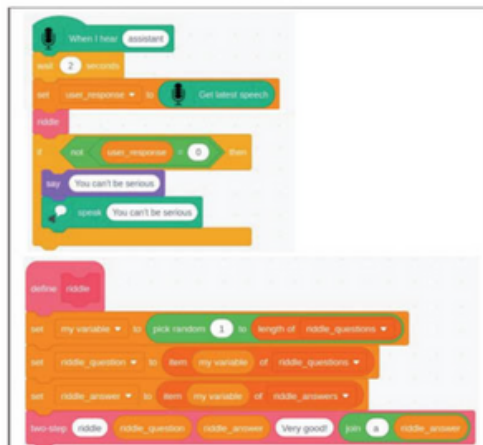 When I hear assistant
wait 2 seconds
set user_response to Get latest speech
riddle
if not user_response = 0 then
say You can't be serious
speak You can't be serious
define riddle
set my variable to pick random 1 to length of riddle_questions
set riddle_question to item my variable of riddle_questions
set riddle_answer to item my variable of riddle_answers
two-step riddle riddle_question riddle_answer Very good! join a riddle_answer